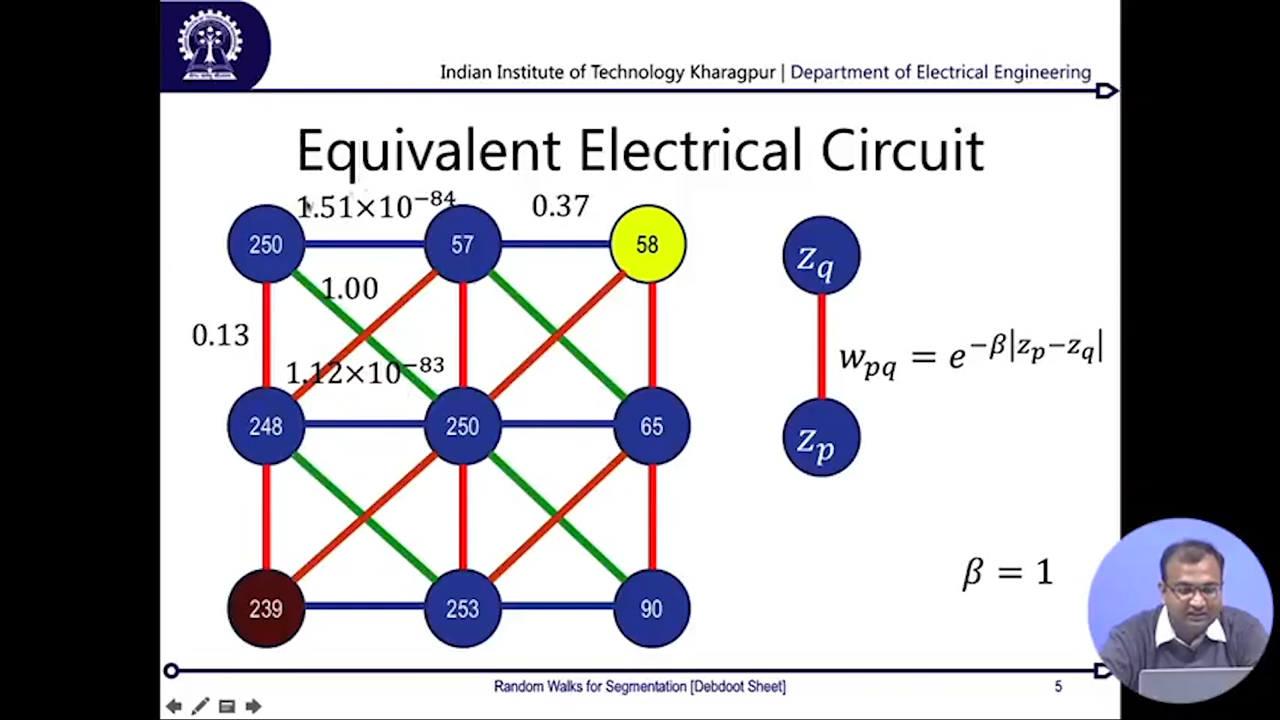 Indian Institute of Technology Kharagpur | Department of Electrical Engineering
Equivalent Electrical Circuit
1.51×10⁻⁸⁴ 0.37
250 57 58
1.00
0.13
1.12×10⁻⁸³
248 250 65
239 253 90
z_q
w_pq = e^{−β|z_p−z_q|}
z_p
β = 1
Random Walks for Segmentation [Debdoot Sheet] 5